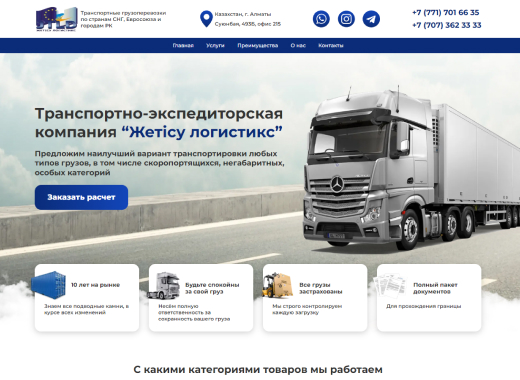 ЖЕТІСУ ЛОГИСТИКС
Транспортные грузоперевозки
по странам СНГ, Евросоюза и
городам РК
Казахстан, г. Алматы
Суюнбая, 493Б, офис 215
+7 (771) 701 66 35
+7 (707) 362 33 33
Главная Услуги Преимущества О нас Контакты
Транспортно-экспедиторская
компания “Жетісу логистикс”
Предложим наилучший вариант транспортировки любых
типов грузов, в том числе скоропортящихся, негабаритных,
особых категорий
Заказать расчет
10 лет на рынке
Знаем все подводные камни, в
курсе всех изменений
Будьте спокойны
за свой груз
Несём полную
ответственность за
сохранность вашего груза
Все грузы
застрахованы
Мы строго контролируем
каждую загрузку
Полный пакет
документов
Для прохождения границы
С какими категориями товаров мы работаем